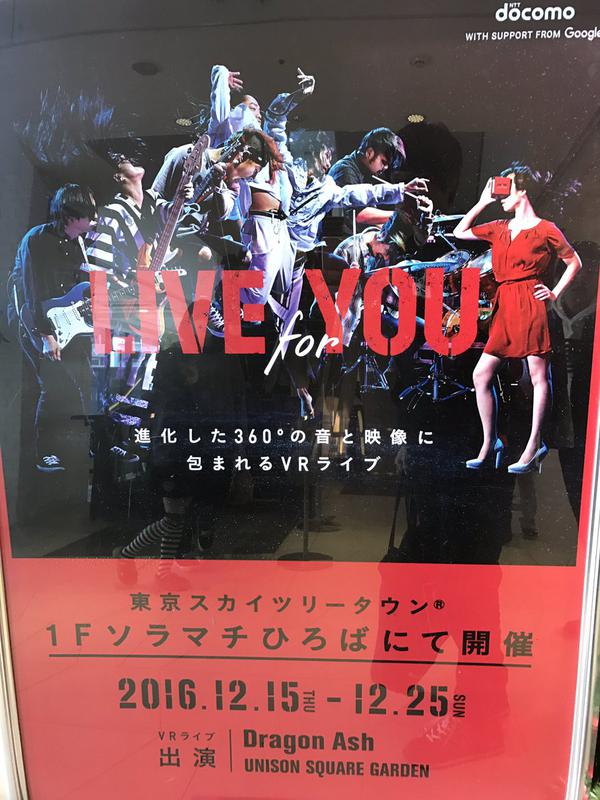 NTT
döcomo
WITH SUPPORT FROM Google
LIVE for YOU
進化した360°の音と映像に
包まれるVRライブ
東京スカイツリータウン®
1Fソラマチひろばにて開催
2016.12.15 THU - 12.25 SUN
VRライブ
出演
Dragon Ash
UNISON SQUARE GARDEN